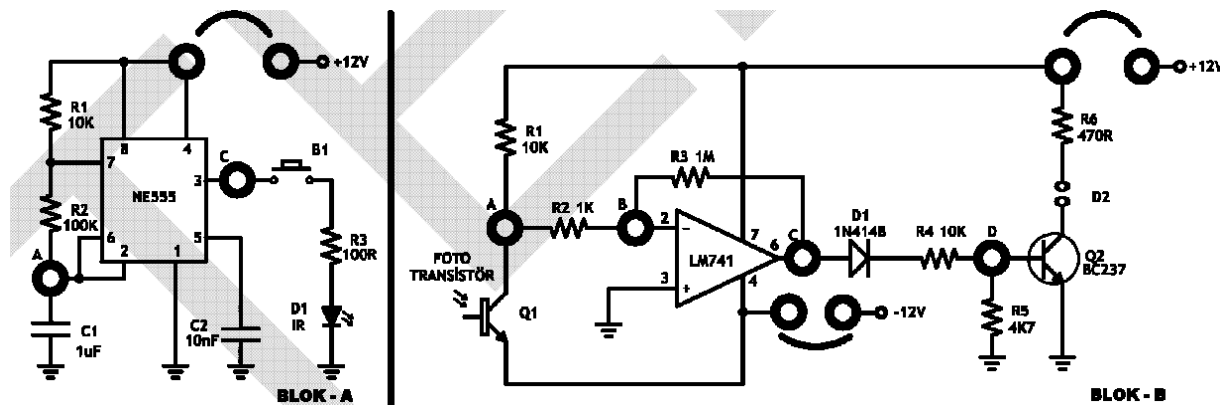 +12V
R1
10K
8
4
7
C
B1
3
NE555
R2
100K
6
2
1
5
A
R3
100R
C1
1uF
C2
10nF
D1
IR
BLOK - A
+12V
R6
470R
R1
10K
R3 1M
A
R2 1K
B
2
-
7
6
C
D1
1N4148
R4 10K
D
D2
Q2
BC237
LM741
3
+
4
FOTO
TRANSİSTÖR
Q1
-12V
R5
4K7
BLOK - B